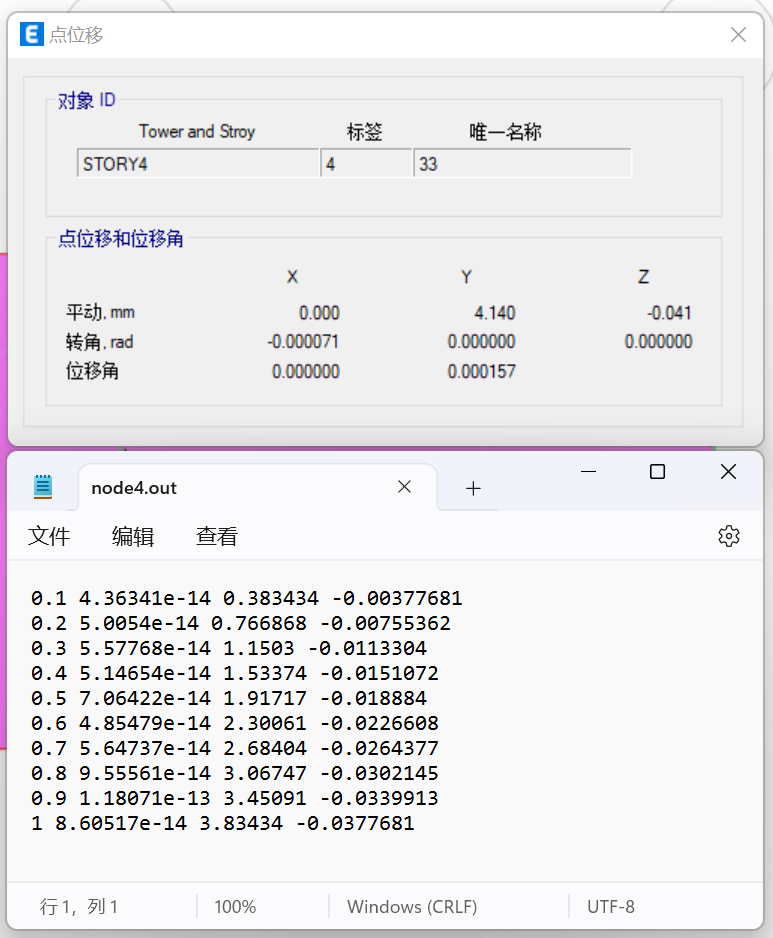 E 点位移
对象 ID
Tower and Stroy 标签 唯一名称
STORY4 4 33
点位移和位移角
X Y Z
平动, mm 0.000 4.140 -0.041
转角, rad -0.000071 0.000000 0.000000
位移角 0.000000 0.000157
node4.out
文件 编辑 查看
0.1 4.36341e-14 0.383434 -0.00377681
0.2 5.0054e-14 0.766868 -0.00755362
0.3 5.57768e-14 1.1503 -0.0113304
0.4 5.14654e-14 1.53374 -0.0151072
0.5 7.06422e-14 1.91717 -0.018884
0.6 4.85479e-14 2.30061 -0.0226608
0.7 5.64737e-14 2.68404 -0.0264377
0.8 9.55561e-14 3.06747 -0.0302145
0.9 1.18071e-13 3.45091 -0.0339913
1 8.60517e-14 3.83434 -0.0377681
行 1, 列 1 100% Windows (CRLF) UTF-8